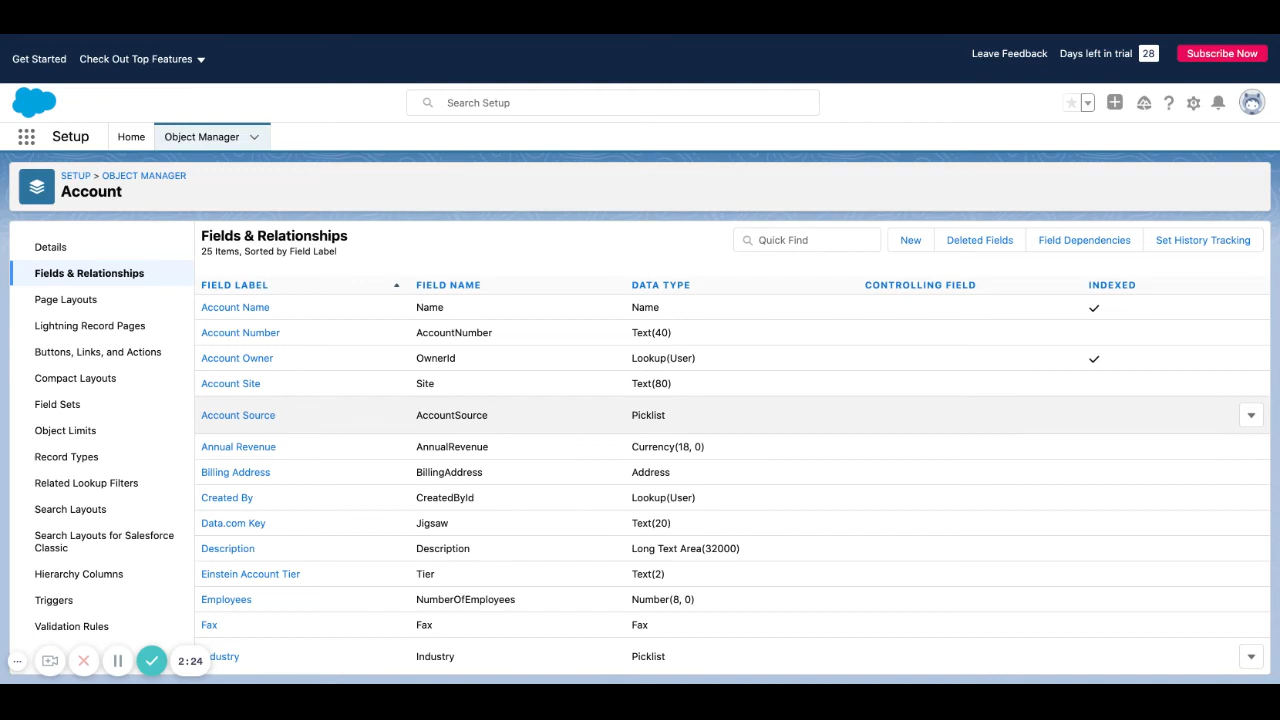 Get Started Check Out Top Features Leave Feedback Days left in trial 28 Subscribe Now
Search Setup
Setup Home Object Manager
SETUP > OBJECT MANAGER
Account
Details
Fields & Relationships
Page Layouts
Lightning Record Pages
Buttons, Links, and Actions
Compact Layouts
Field Sets
Object Limits
Record Types
Related Lookup Filters
Search Layouts
Search Layouts for Salesforce
Classic
Hierarchy Columns
Triggers
Validation Rules
Fields & Relationships
25 Items, Sorted by Field Label
Quick Find New Deleted Fields Field Dependencies Set History Tracking
FIELD LABEL FIELD NAME DATA TYPE CONTROLLING FIELD INDEXED
Account Name Name Name
Account Number AccountNumber Text(40)
Account Owner OwnerId Lookup(User)
Account Site Site Text(80)
Account Source AccountSource Picklist
Annual Revenue AnnualRevenue Currency(18, 0)
Billing Address BillingAddress Address
Created By CreatedById Lookup(User)
Data.com Key Jigsaw Text(20)
Description Description Long Text Area(32000)
Einstein Account Tier Tier Text(2)
Employees NumberOfEmployees Number(8, 0)
Fax Fax Fax
Industry Picklist
2:24